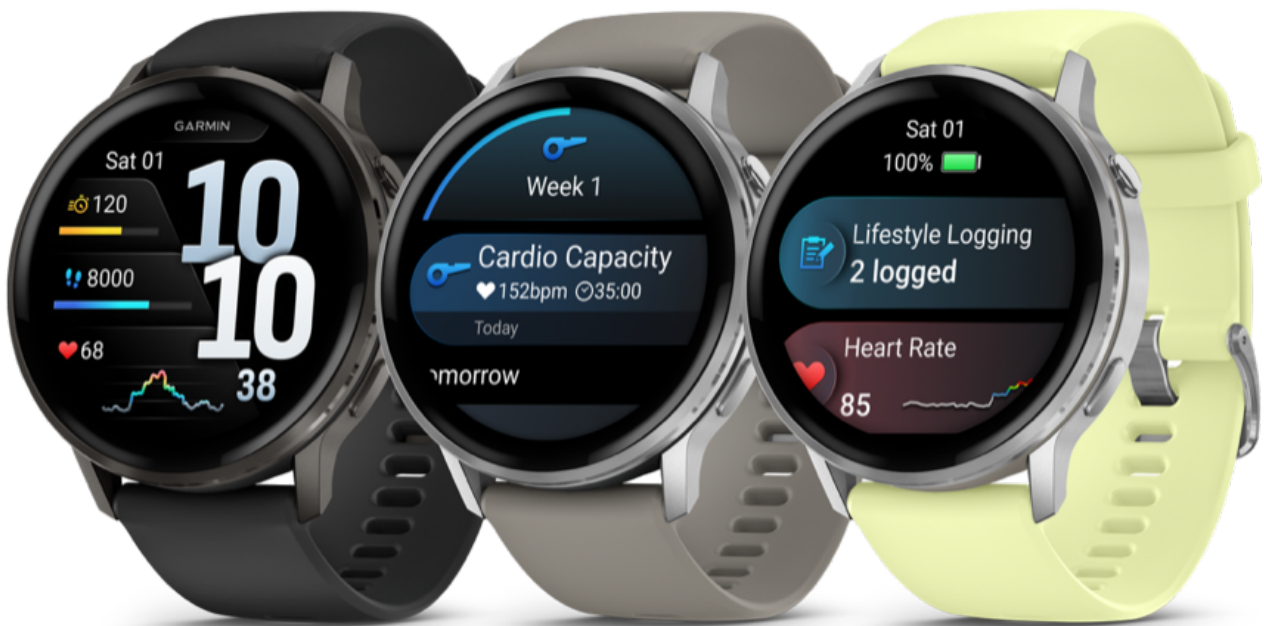 GARMIN
Sat 01
10
120
8000
10
68
38
Week 1
Cardio Capacity
152bpm 35:00
Today
omorrow
Sat 01
100%
Lifestyle Logging
2 logged
Heart Rate
85